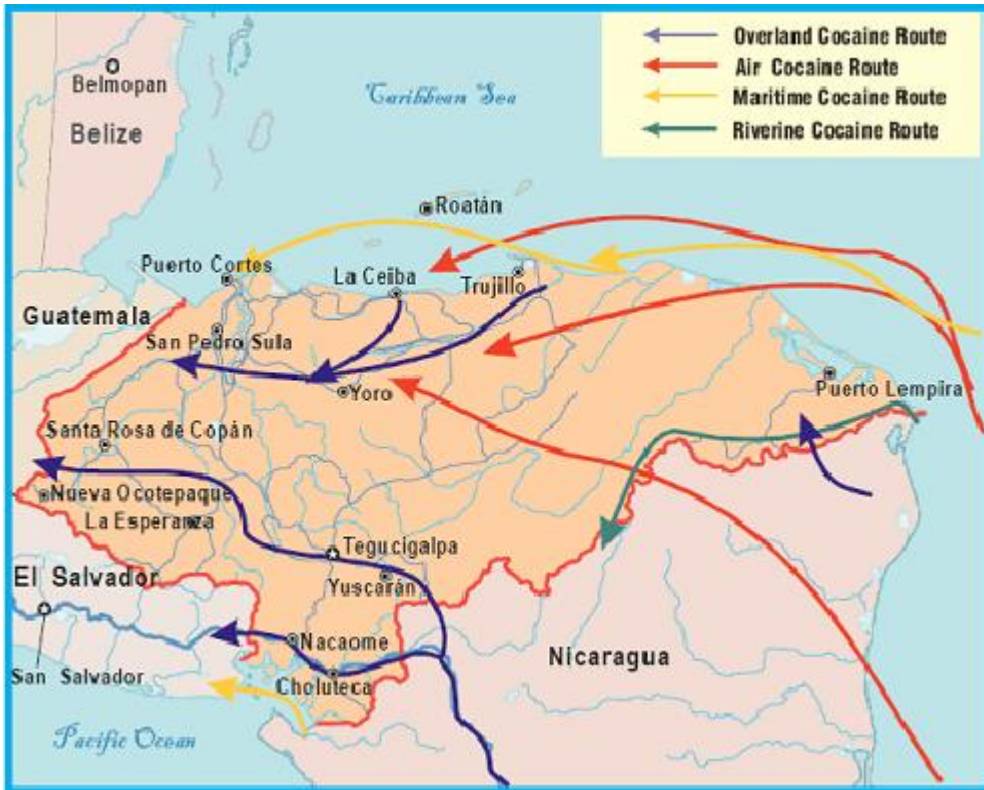 Overland Cocaine Route
Air Cocaine Route
Maritime Cocaine Route
Riverine Cocaine Route
Belmopan
Belize
Caribbean Sea
Roatán
Puerto Cortes
La Ceiba
Trujillo
Guatemala
San Pedro Sula
Yoro
Puerto Lempira
Santa Rosa de Copán
Nueva Ocotepaque
La Esperanza
Tegucigalpa
El Salvador
Yuscarán
Nacaome
Nicaragua
San Salvador
Choluteca
Pacific Ocean